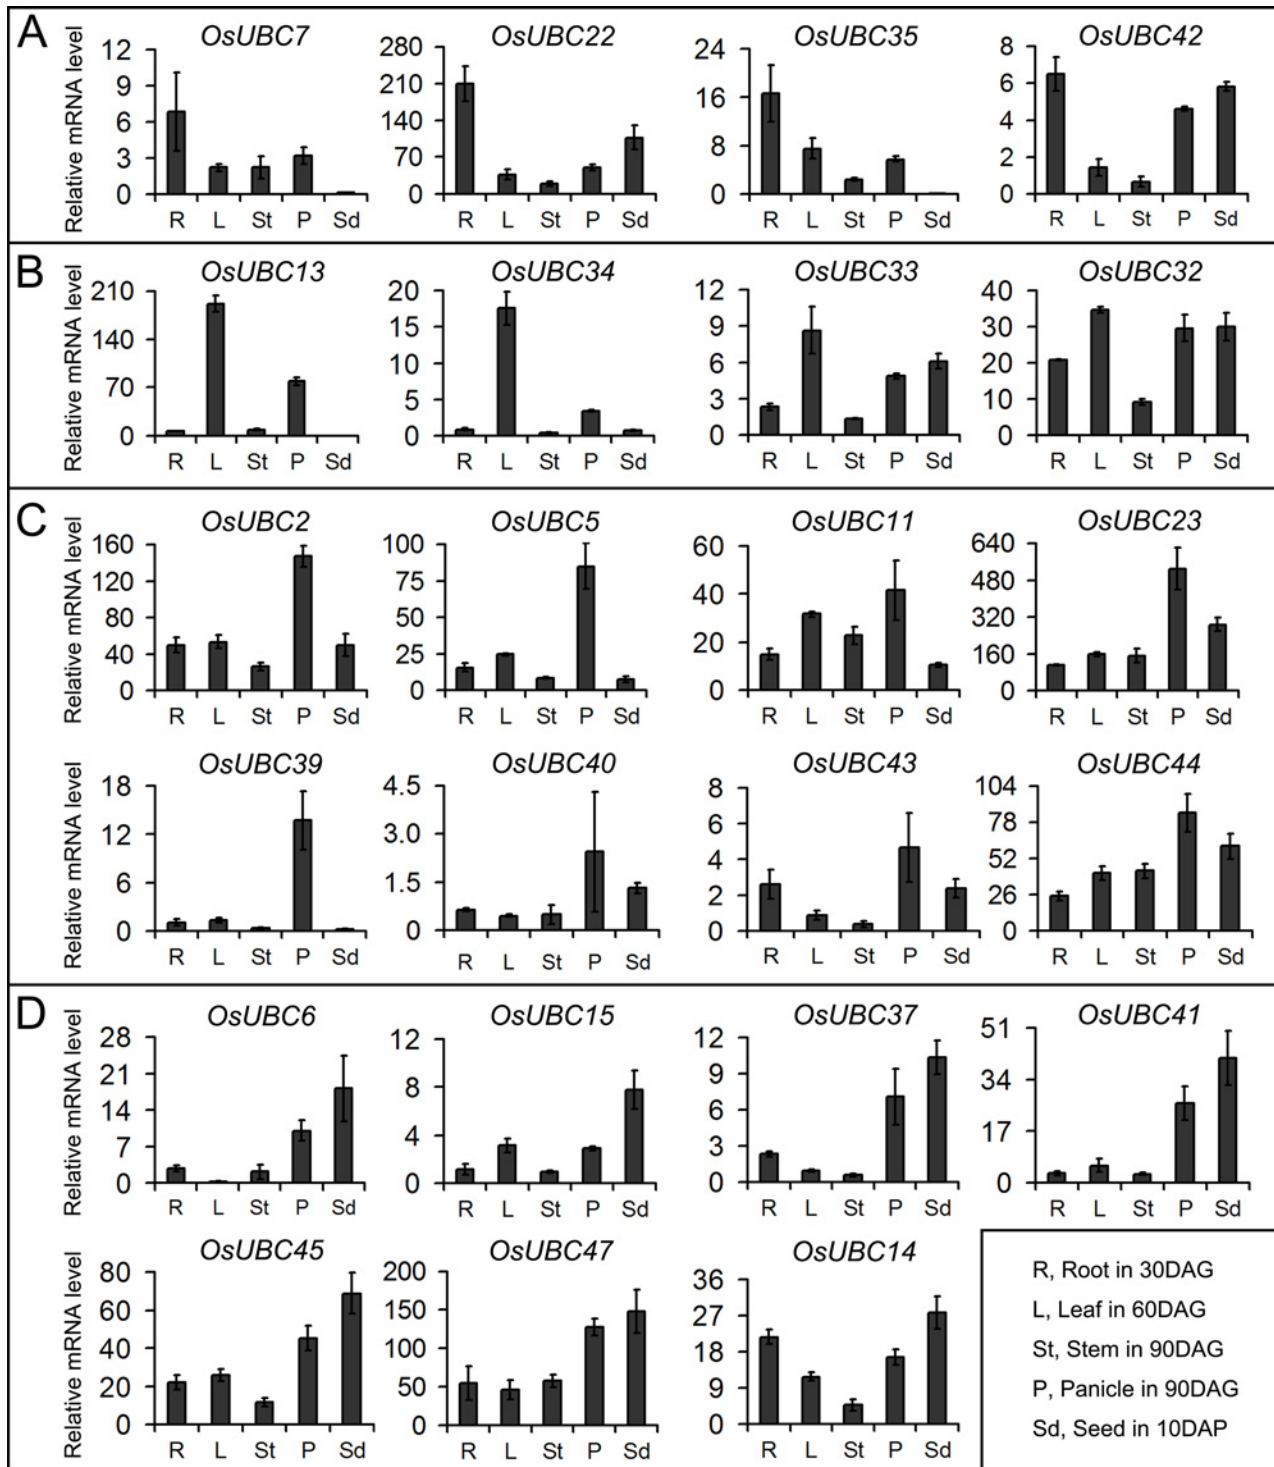 A
OsUBC7 OsUBC22 OsUBC35 OsUBC42
Relative mRNA level
12 9 6 3 0
R L St P Sd
280 210 140 70 0
R L St P Sd
24 16 8 0
R L St P Sd
8 6 4 2 0
R L St P Sd
B
OsUBC13 OsUBC34 OsUBC33 OsUBC32
Relative mRNA level
210 140 70 0
R L St P Sd
20 15 10 5 0
R L St P Sd
12 9 6 3 0
R L St P Sd
40 30 20 10 0
R L St P Sd
C
OsUBC2 OsUBC5 OsUBC11 OsUBC23
Relative mRNA level
160 120 80 40 0
R L St P Sd
100 75 50 25 0
R L St P Sd
60 40 20 0
R L St P Sd
640 480 320 160 0
R L St P Sd
OsUBC39 OsUBC40 OsUBC43 OsUBC44
Relative mRNA level
18 12 6 0
R L St P Sd
4.5 3.0 1.5 0.0
R L St P Sd
8 6 4 2 0
R L St P Sd
104 78 52 26 0
R L St P Sd
D
OsUBC6 OsUBC15 OsUBC37 OsUBC41
Relative mRNA level
28 21 14 7 0
R L St P Sd
12 8 4 0
R L St P Sd
12 9 6 3 0
R L St P Sd
51 34 17 0
R L St P Sd
OsUBC45 OsUBC47 OsUBC14
Relative mRNA level
80 60 40 20 0
R L St P Sd
200 150 100 50 0
R L St P Sd
36 27 18 9 0
R L St P Sd
R, Root in 30DAG
L, Leaf in 60DAG
St, Stem in 90DAG
P, Panicle in 90DAG
Sd, Seed in 10DAP